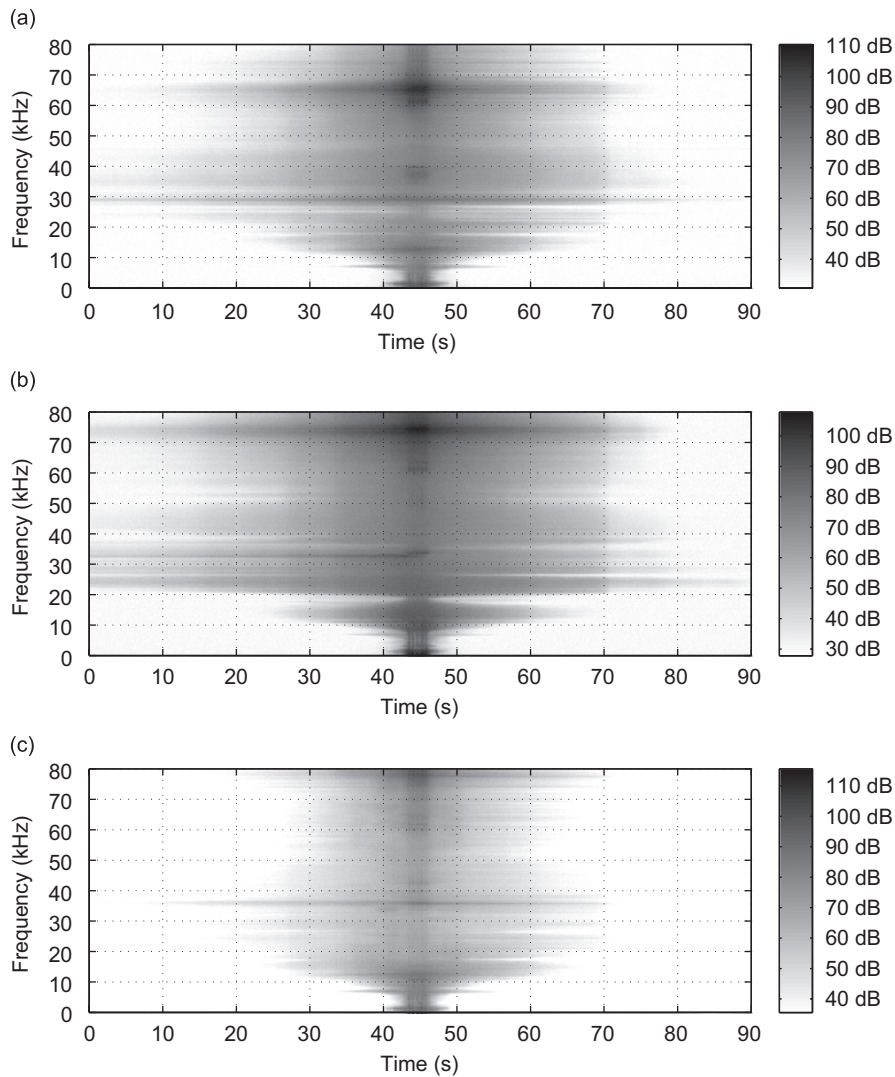 (a)
80
70
60
50
40
30
20
10
0
Frequency (kHz)
0 10 20 30 40 50 60 70 80 90
Time (s)
110 dB
100 dB
90 dB
80 dB
70 dB
60 dB
50 dB
40 dB
(b)
80
70
60
50
40
30
20
10
0
Frequency (kHz)
0 10 20 30 40 50 60 70 80 90
Time (s)
100 dB
90 dB
80 dB
70 dB
60 dB
50 dB
40 dB
30 dB
(c)
80
70
60
50
40
30
20
10
0
Frequency (kHz)
0 10 20 30 40 50 60 70 80 90
Time (s)
110 dB
100 dB
90 dB
80 dB
70 dB
60 dB
50 dB
40 dB